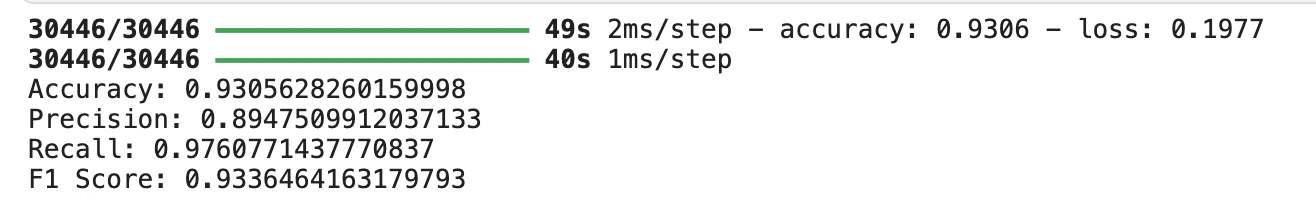 30446/30446 ━━━━━━━━━━━━━━━━━━━━ 49s 2ms/step – accuracy: 0.9306 – loss: 0.1977
30446/30446 ━━━━━━━━━━━━━━━━━━━━ 40s 1ms/step
Accuracy: 0.9305628260159998
Precision: 0.8947509912037133
Recall: 0.9760771437770837
F1 Score: 0.9336464163179793